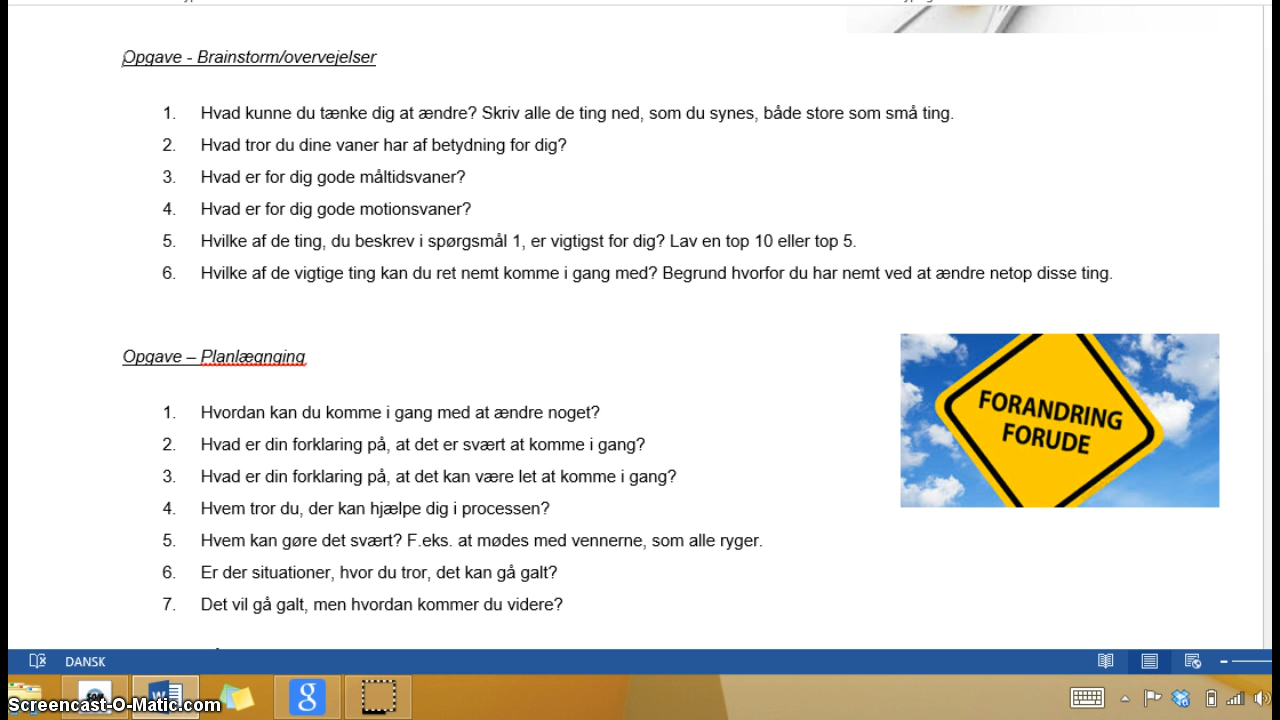 Opgave - Brainstorm/overvejelser
1. Hvad kunne du tænke dig at ændre? Skriv alle de ting ned, som du synes, både store som små ting.
2. Hvad tror du dine vaner har af betydning for dig?
3. Hvad er for dig gode måltidsvaner?
4. Hvad er for dig gode motionsvaner?
5. Hvilke af de ting, du beskrev i spørgsmål 1, er vigtigst for dig? Lav en top 10 eller top 5.
6. Hvilke af de vigtige ting kan du ret nemt komme i gang med? Begrund hvorfor du har nemt ved at ændre netop disse ting.
Opgave – Planlægnging
FORANDRING
FORUDE
1. Hvordan kan du komme i gang med at ændre noget?
2. Hvad er din forklaring på, at det er svært at komme i gang?
3. Hvad er din forklaring på, at det kan være let at komme i gang?
4. Hvem tror du, der kan hjælpe dig i processen?
5. Hvem kan gøre det svært? F.eks. at mødes med vennerne, som alle ryger.
6. Er der situationer, hvor du tror, det kan gå galt?
7. Det vil gå galt, men hvordan kommer du videre?
DANSK
Screencast-O-Matic.com